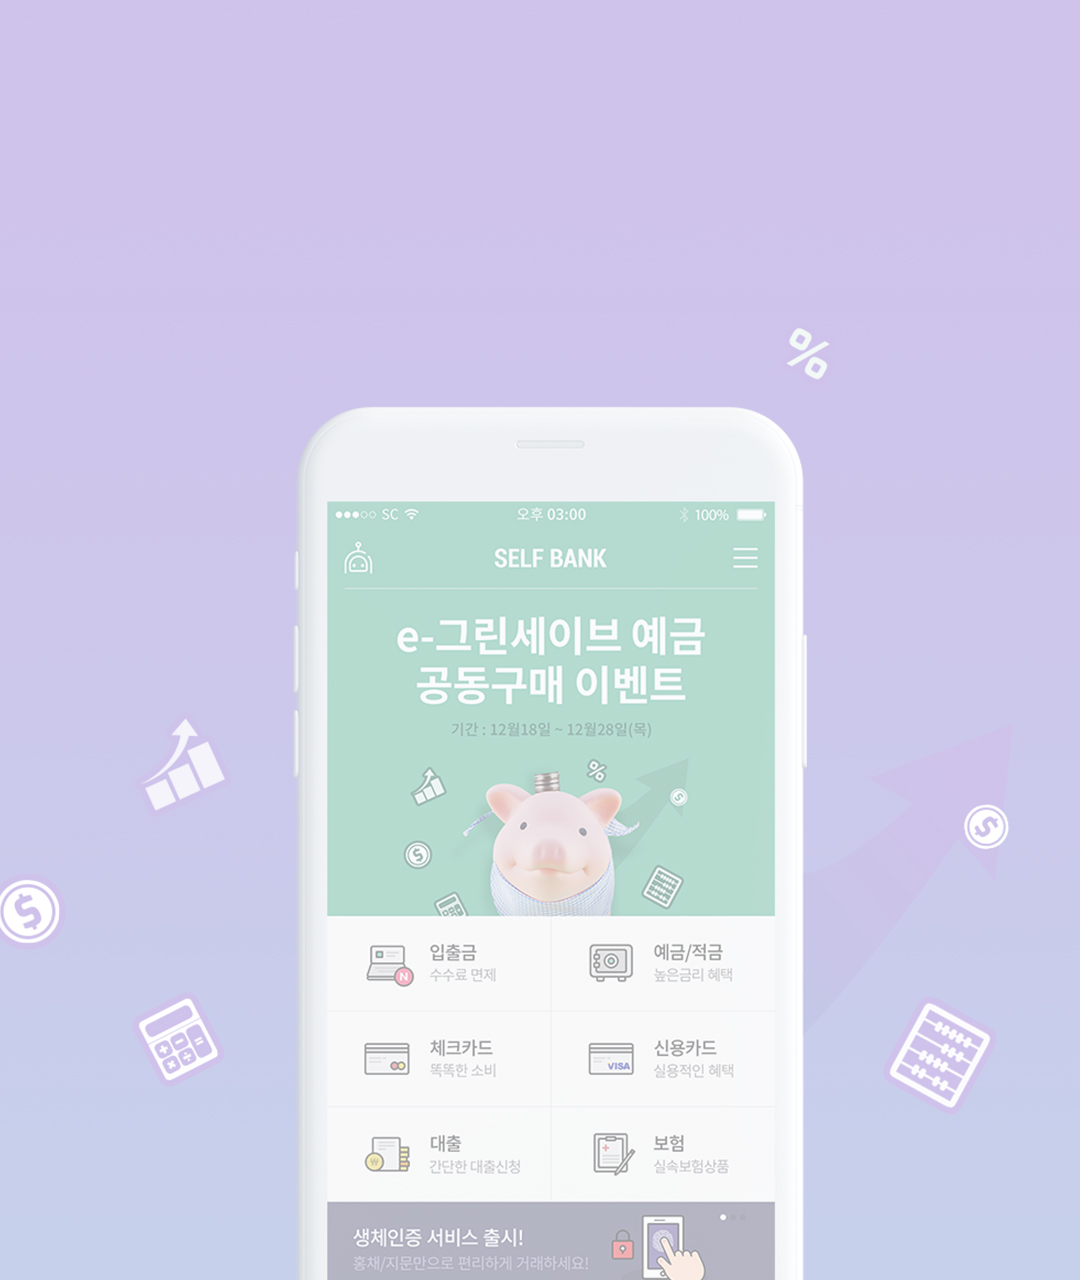 %
SC 오후 03:00 100%
SELF BANK
e-그린세이브 예금
공동구매 이벤트
기간 : 12월18일 ~ 12월28일(목)
%
입출금
수수료 면제
N
예금/적금
높은금리 혜택
체크카드
똑똑한 소비
VISA
신용카드
실용적인 혜택
대출
간단한 대출신청
보험
실속보험상품
생체인증 서비스 출시!
홍채/지문만으로 편리하게 거래하세요!